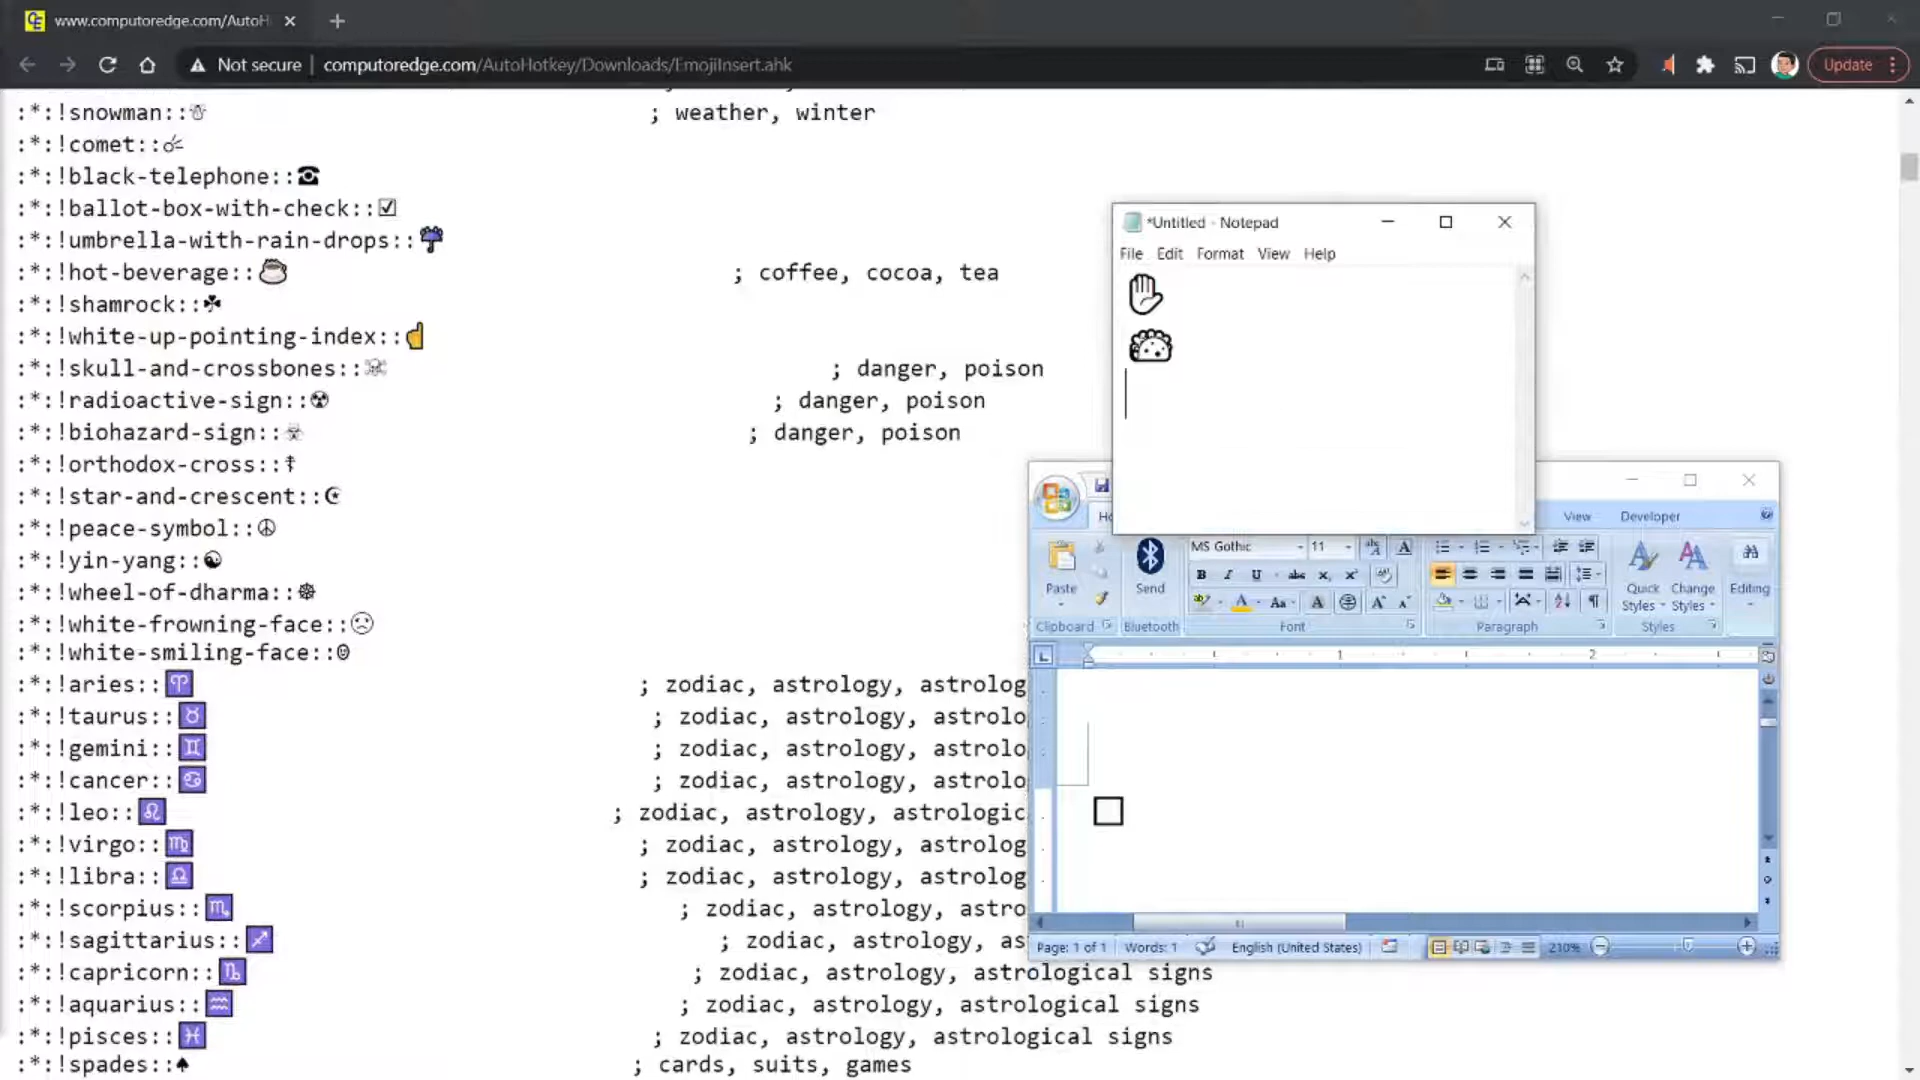 www.computoredge.com/AutoH
Not secure
computoredge.com/AutoHotkey/Downloads/EmojiInsert.ahk
Update
:*:!snowman::☃ ; weather, winter
:*:!comet::☄
:*:!black-telephone::☎
:*:!ballot-box-with-check::☑
:*:!umbrella-with-rain-drops::☔
:*:!hot-beverage::☕ ; coffee, cocoa, tea
:*:!shamrock::☘
:*:!white-up-pointing-index::☝
:*:!skull-and-crossbones::☠ ; danger, poison
:*:!radioactive-sign::☢ ; danger, poison
:*:!biohazard-sign::☣ ; danger, poison
:*:!orthodox-cross::☦
:*:!star-and-crescent::☪
:*:!peace-symbol::☮
:*:!yin-yang::☯
:*:!wheel-of-dharma::☸
:*:!white-frowning-face::☹
:*:!white-smiling-face::☺
:*:!aries::♈ ; zodiac, astrology, astrolog
:*:!taurus::♉ ; zodiac, astrology, astrolo
:*:!gemini::♊ ; zodiac, astrology, astrolo
:*:!cancer::♋ ; zodiac, astrology, astrolo
:*:!leo::♌ ; zodiac, astrology, astrologic
:*:!virgo::♍ ; zodiac, astrology, astrolog
:*:!libra::♎ ; zodiac, astrology, astrolog
:*:!scorpius::♏ ; zodiac, astrology, astro
:*:!sagittarius::♐ ; zodiac, astrology, as
:*:!capricorn::♑ ; zodiac, astrology, astrological signs
:*:!aquarius::♒ ; zodiac, astrology, astrological signs
:*:!pisces::♓ ; zodiac, astrology, astrological signs
:*:!spades::♠ ; cards, suits, games
*Untitled - Notepad
File Edit Format View Help
Ho View Developer
MS Gothic 11
Paste Send Quick Styles Change Styles Editing
Clipboard Bluetooth Font Paragraph Styles
1 2
Page: 1 of 1 Words: 1 English (United States) 210%